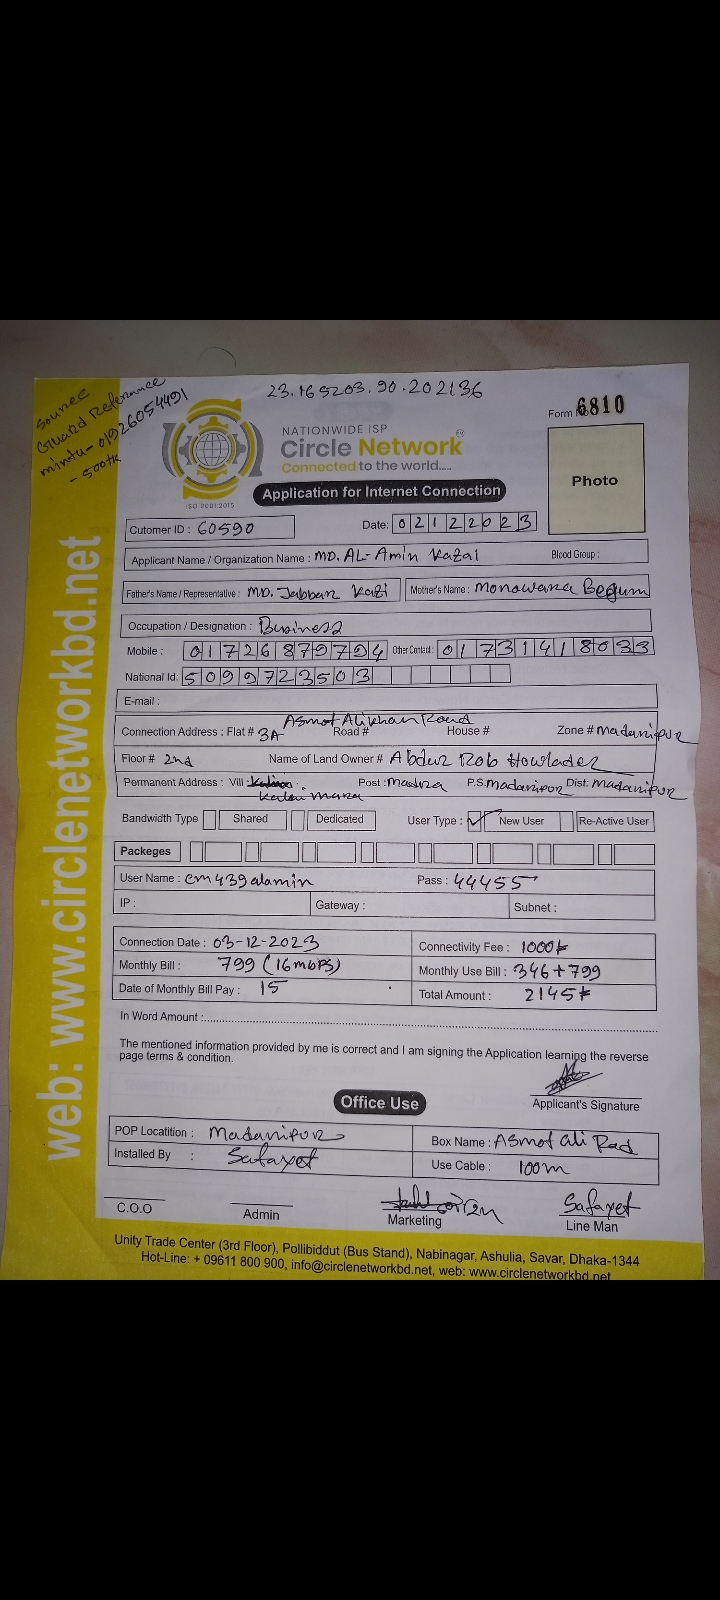 23.165203.90.202136
Source
Guard Reference
mintu- 01926054491
- 500tk
Form No 6810
NATIONWIDE ISP
Circle Network
Connected to the world.....
ISO 9001:2015
Application for Internet Connection
Photo
Cutomer ID : 60590 Date: 02122023
Applicant Name / Organization Name : MD. AL-Amin Kazal Blood Group :
Father's Name / Representative : MD. Jabbar Kazi Mother's Name : Monowara Begum
Occupation / Designation : Business
Mobile : 01726879794 Other Contact : 01731418033
National Id: 5099723503
E-mail :
Asmot Alikhan Road
Connection Address : Flat # 3A Road # House # Zone # Madaripur
Floor # 2nd Name of Land Owner # Abdur Rob Howlader
Permanent Address : Vill : Post : Madra P.S. Madaripor Dist: Madaripur
Bandwidth Type Shared Dedicated User Type : ✓ New User Re-Active User
Packeges
User Name : cm439alamin Pass : 44455
IP : Gateway : Subnet :
Connection Date : 03-12-2023 Connectivity Fee : 1000
Monthly Bill : 799 (16mbps) Monthly Use Bill : 346+799
Date of Monthly Bill Pay : 15 Total Amount : 2145
In Word Amount :
The mentioned information provided by me is correct and I am signing the Application learning the reverse
page terms & condition.
Applicant's Signature
Office Use
POP Locatition : Madaripur Box Name : Asmot ali Rad
Installed By : Safayet Use Cable : 100m
Safayet
C.O.O Admin Marketing Line Man
Unity Trade Center (3rd Floor), Pollibiddut (Bus Stand), Nabinagar, Ashulia, Savar, Dhaka-1344
Hot-Line: + 09611 800 900, info@circlenetworkbd.net, web: www.circlenetworkbd.net
web: www.circlenetworkbd.net